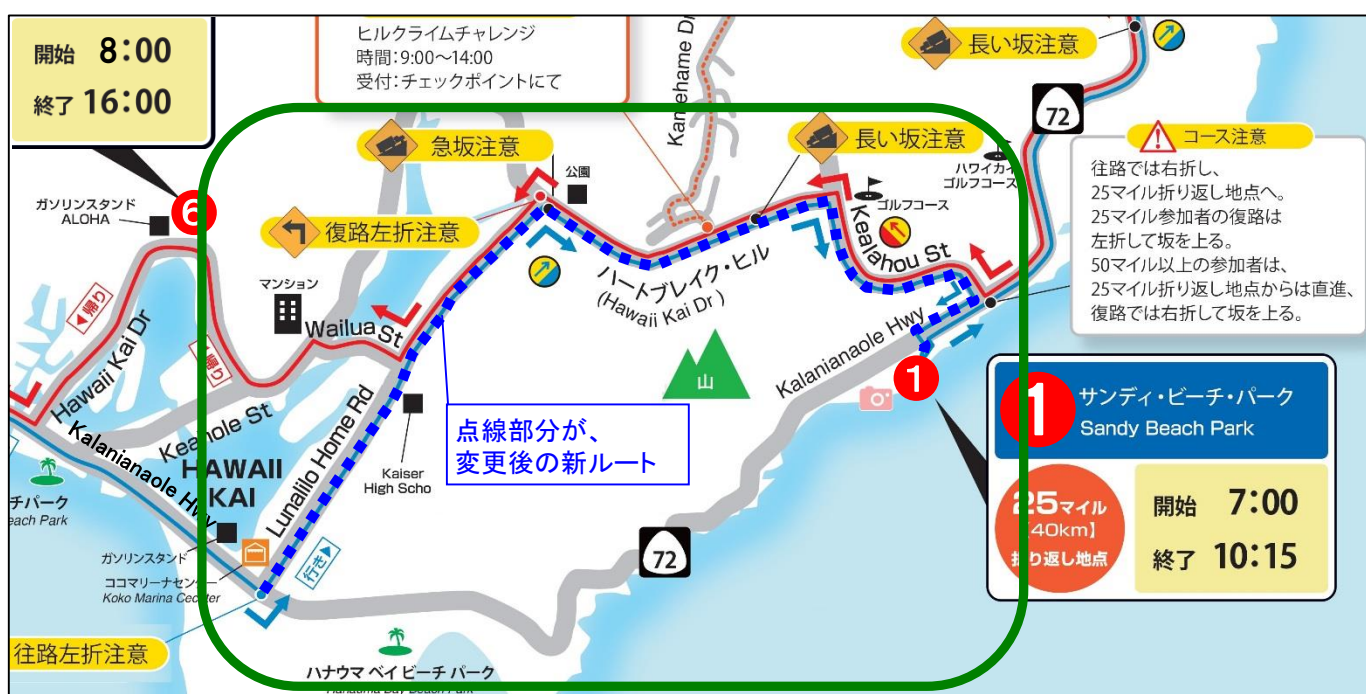 開始 8:00
終了 16:00
ヒルクライムチャレンジ
時間:9:00〜14:00
受付:チェックポイントにて
Kamehame Dr
長い坂注意
72
急坂注意
公園
長い坂注意
ハワイカイ
ゴルフコース
コース注意
往路では右折し、
25マイル折り返し地点へ。
25マイル参加者の復路は
左折して坂を上る。
50マイル以上の参加者は、
25マイル折り返し地点からは直進、
復路では右折して坂を上る。
ガソリンスタンド
ALOHA
6
復路左折注意
ゴルフコース
Kealahou St
ハートブレイク・ヒル
(Hawaii Kai Dr)
マンション
Wailua St
帰り
帰り
Hawaii Kai Dr
Keahole St
Kalanianaole Hwy
山
Kalanianaole Hwy
1
1
サンディ・ビーチ・パーク
Sandy Beach Park
25マイル
[40km]
折り返し地点
開始 7:00
終了 10:15
点線部分が、
変更後の新ルート
Kaiser
High Scho
Lunalilo Home Rd
HAWAII
KAI
チパーク
each Park
ガソリンスタンド
ココマリーナセンター
Koko Marina
行き
72
往路左折注意
ハナウマ ベイ ビーチ パーク